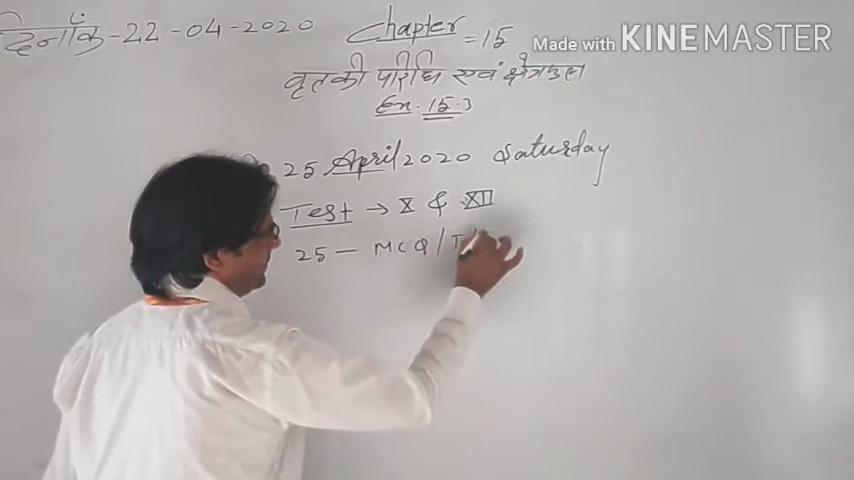 दिनाँक-22-04-2020
Chapter = 15
Made with KINEMASTER
वृत की परिधि एवं क्षेत्रफल
Ex. 15.3
25 April 2020 Saturday
Test → X & XII
25 — MCQ/T/